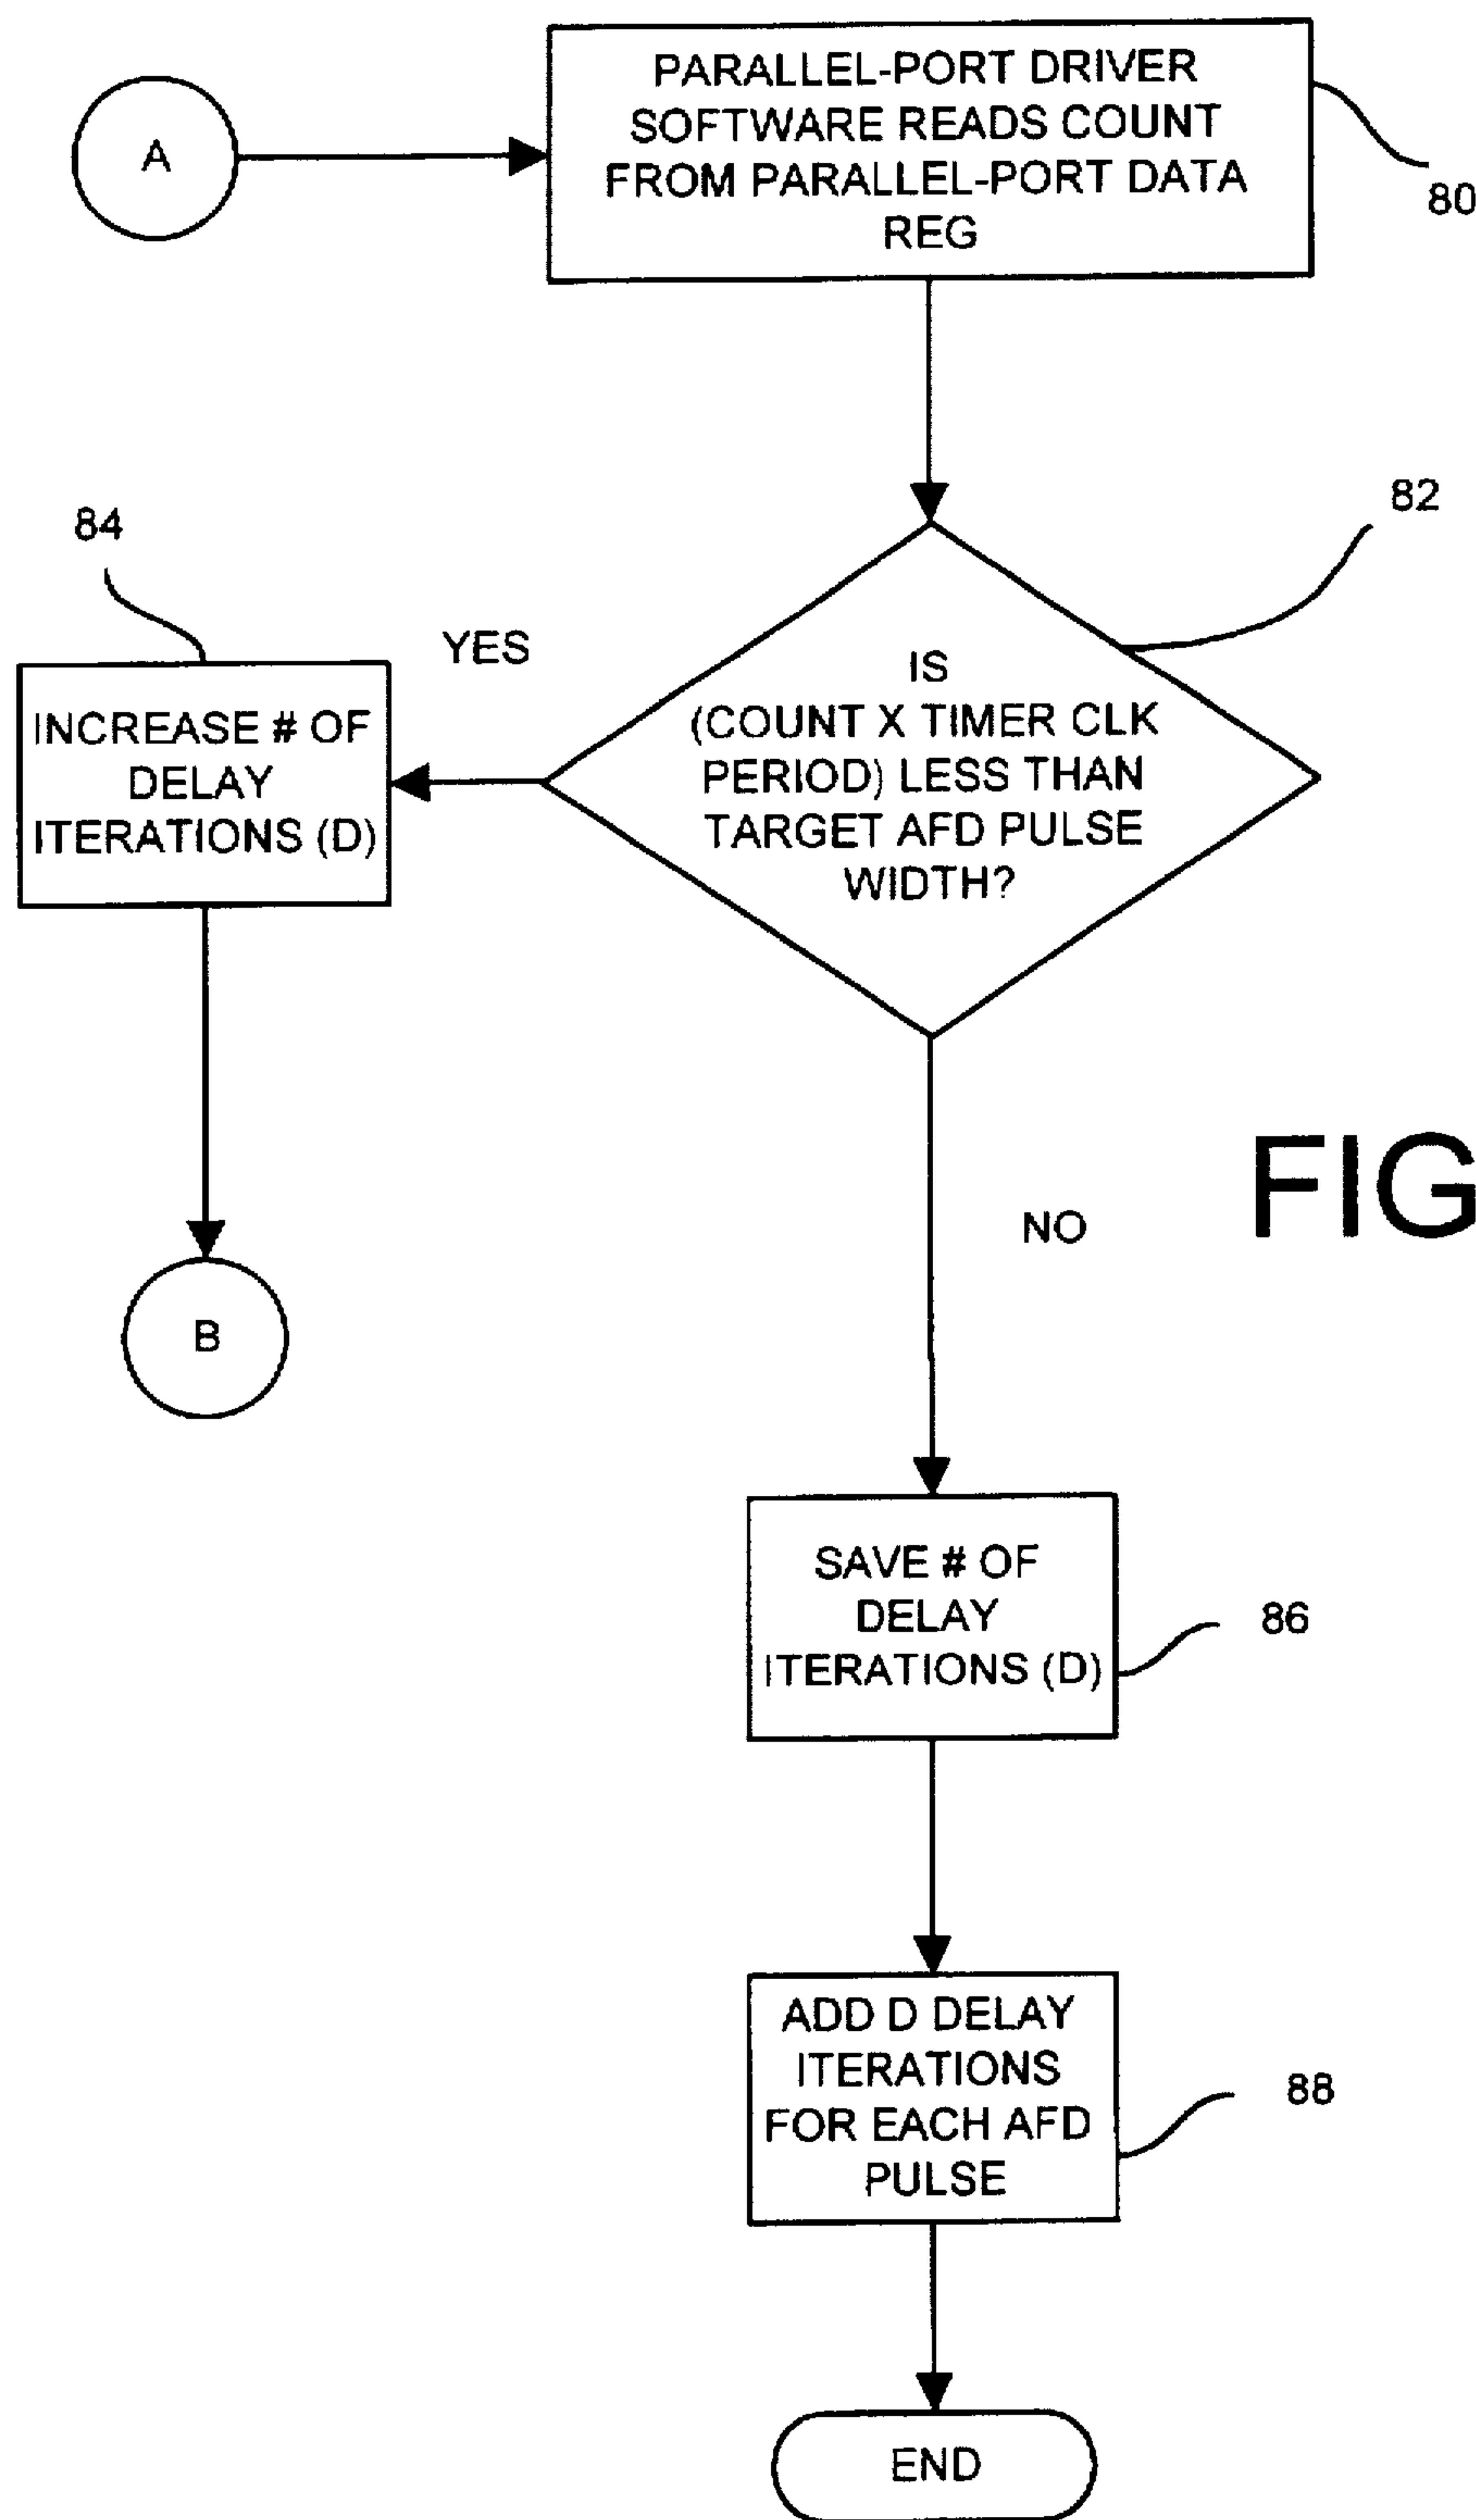 A
PARALLEL-PORT DRIVER
SOFTWARE READS COUNT
FROM PARALLEL-PORT DATA
REG
80
82
84
YES
IS
(COUNT X TIMER CLK
PERIOD) LESS THAN
TARGET AFD PULSE
WIDTH?
INCREASE # OF
DELAY
ITERATIONS (D)
NO
FIG
B
SAVE # OF
DELAY
ITERATIONS (D)
86
ADD D DELAY
ITERATIONS
FOR EACH AFD
PULSE
88
END